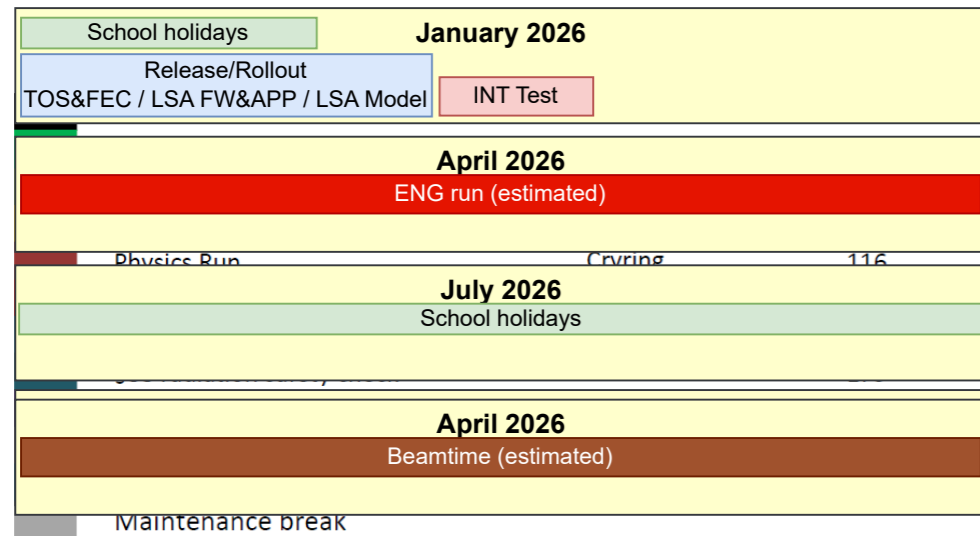 School holidays
January 2026
Release/Rollout
TOS&FEC / LSA FW&APP / LSA Model
INT Test
April 2026
ENG run (estimated)
Physics Run Cryring 116
July 2026
School holidays
April 2026
Beamtime (estimated)
Maintenance break